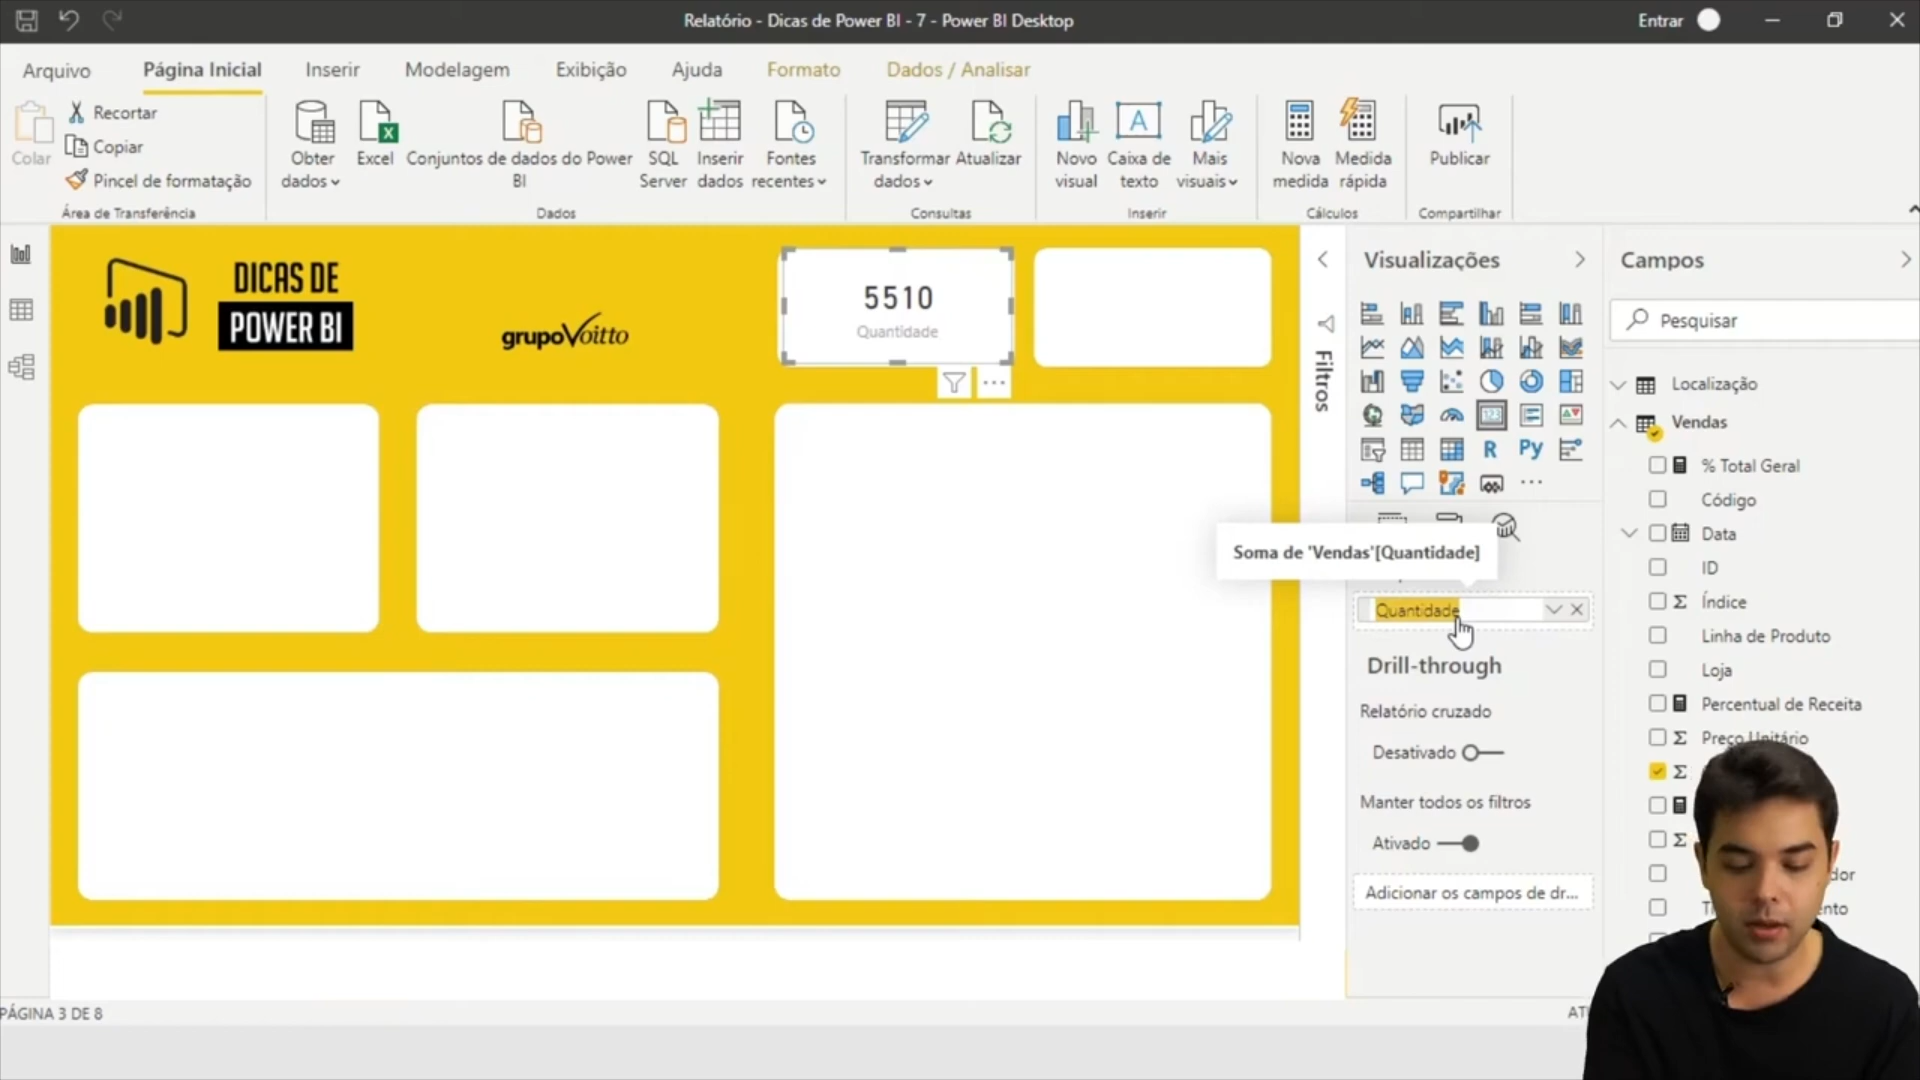 Relatório - Dicas de Power BI - 7 - Power BI Desktop
Entrar
Arquivo
Página Inicial
Inserir
Modelagem
Exibição
Ajuda
Formato
Dados / Analisar
Colar
Recortar
Copiar
Pincel de formatação
Área de Transferência
Obter
dados
Excel
Conjuntos de dados do Power
BI
SQL
Server
Inserir
dados
Fontes
recentes
Dados
Transformar
dados
Atualizar
Consultas
Novo
visual
Caixa de
texto
Mais
visuais
Inserir
Nova
medida
Medida
rápida
Cálculos
Publicar
Compartilhar
DICAS DE
POWER BI
grupoVoitto
5510
Quantidade
Filtros
Visualizações
R
Py
Soma de 'Vendas'[Quantidade]
Quantidade
Drill-through
Relatório cruzado
Desativado
Manter todos os filtros
Ativado
Adicionar os campos de dr...
Campos
Pesquisar
Localização
Vendas
% Total Geral
Código
Data
ID
Índice
Linha de Produto
Loja
Percentual de Receita
Preço Unitário
PÁGINA 3 DE 8